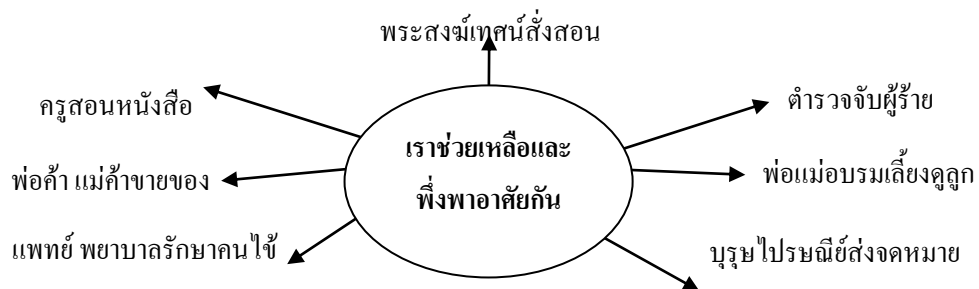 พระสงฆ์เทศน์สั่งสอน
ครูสอนหนังสือ
ตำรวจจับผู้ร้าย
เราช่วยเหลือและ
พึ่งพาอาศัยกัน
พ่อค้า แม่ค้าขายของ
พ่อแม่อบรมเลี้ยงดูลูก
แพทย์ พยาบาลรักษาคนไข้
บุรุษไปรษณีย์ส่งจดหมาย